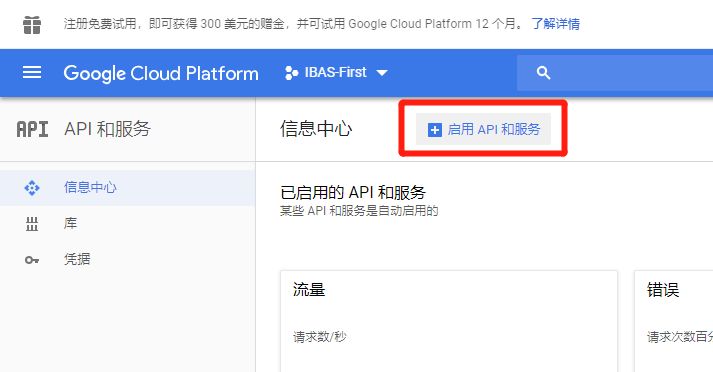 注册免费试用，即可获得 300 美元的赠金，并可试用 Google Cloud Platform 12 个月。 了解详情
Google Cloud Platform IBAS-First
API API 和服务
信息中心 启用 API 和服务
信息中心
库
凭据
已启用的 API 和服务
某些 API 和服务是自动启用的
流量
请求数/秒
错误
请求次数百分